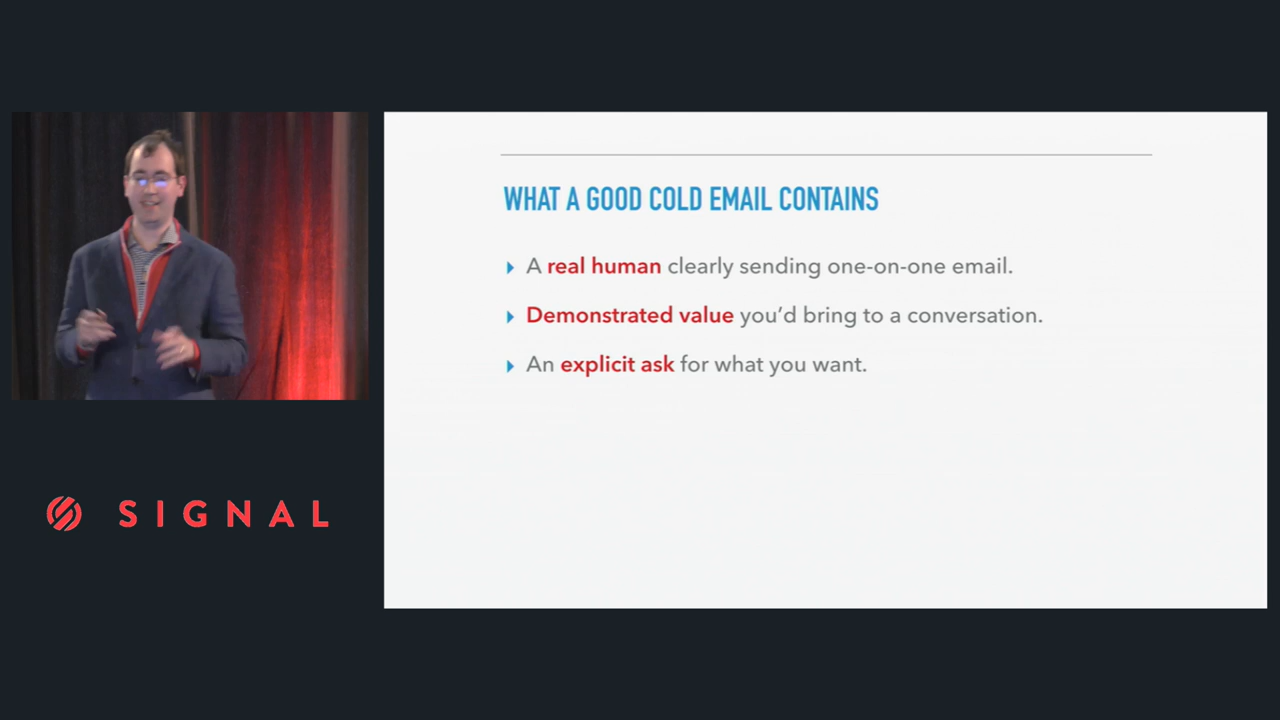 WHAT A GOOD COLD EMAIL CONTAINS
A real human clearly sending one-on-one email.
Demonstrated value you’d bring to a conversation.
An explicit ask for what you want.
SIGNAL